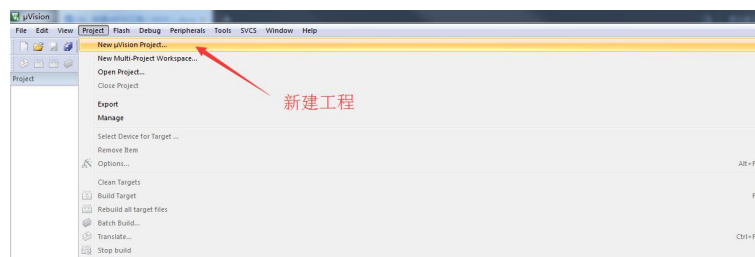 μVision
File Edit View Project Flash Debug Peripherals Tools SVCS Window Help
New μVision Project...
New Multi-Project Workspace...
Project
Open Project...
Close Project
新建工程
Export
Manage
Select Device for Target ...
Remove Item
Options... Alt+F
Clean Targets
Build Target F
Rebuild all target files
Batch Build...
Translate... Ctrl+F
Stop build